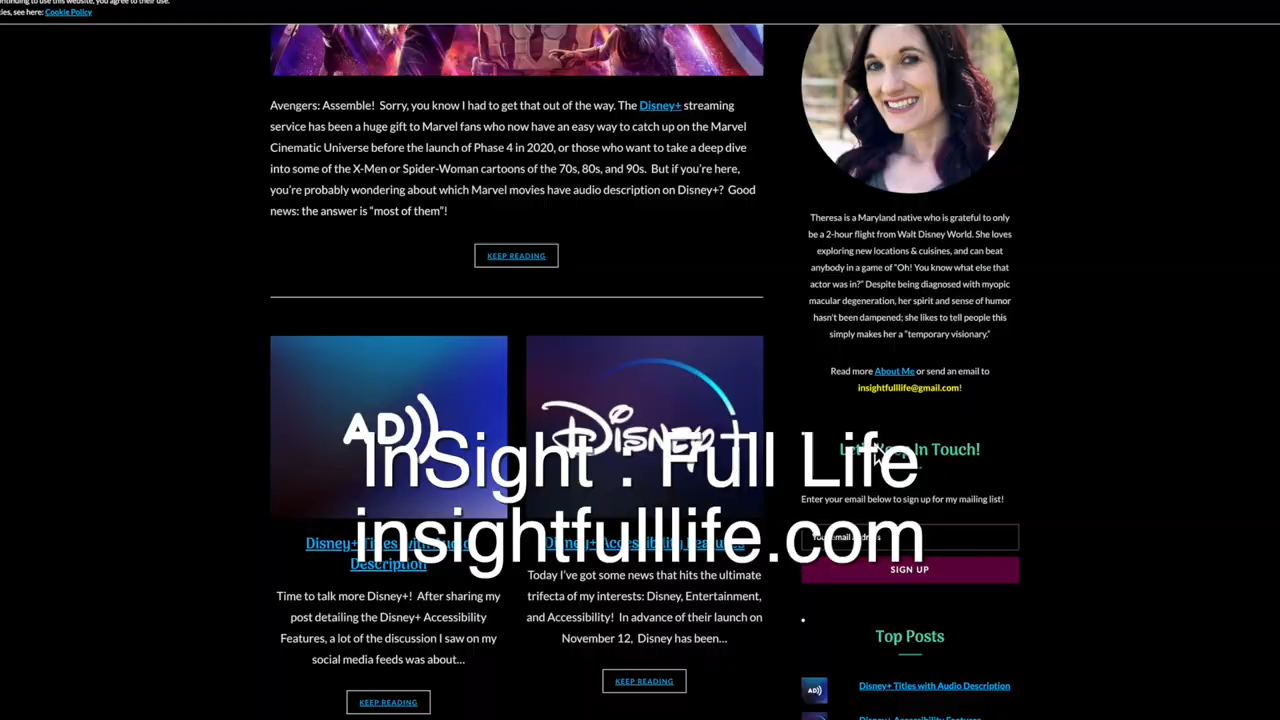 ontinuing to use this website, you agree to their use.
ies, see here: Cookie Policy
Avengers: Assemble! Sorry, you know I had to get that out of the way. The Disney+ streaming
service has been a huge gift to Marvel fans who now have an easy way to catch up on the Marvel
Cinematic Universe before the launch of Phase 4 in 2020, or those who want to take a deep dive
into some of the X-Men or Spider-Woman cartoons of the 70s, 80s, and 90s. But if you're here,
you're probably wondering about which Marvel movies have audio description on Disney+? Good
news: the answer is “most of them”!
KEEP READING
AD
Disney+
InSight : Full Life
insightfulllife.com
Disney+ Titles with Audio
Description
Time to talk more Disney+! After sharing my
post detailing the Disney+ Accessibility
Features, a lot of the discussion I saw on my
social media feeds was about...
KEEP READING
Disney+ Accessibility Features
Today I've got some news that hits the ultimate
trifecta of my interests: Disney, Entertainment,
and Accessibility! In advance of their launch on
November 12, Disney has been...
KEEP READING
Theresa is a Maryland native who is grateful to only
be a 2-hour flight from Walt Disney World. She loves
exploring new locations & cuisines, and can beat
anybody in a game of "Oh! You know what else that
actor was in?" Despite being diagnosed with myopic
macular degeneration, her spirit and sense of humor
hasn't been dampened; she likes to tell people this
simply makes her a "temporary visionary."
Read more About Me or send an email to
insightfulllife@gmail.com!
Let's Keep In Touch!
Enter your email below to sign up for my mailing list!
Your email address
SIGN UP
Top Posts
AD
Disney+ Titles with Audio Description
Disney+ Accessibility Features